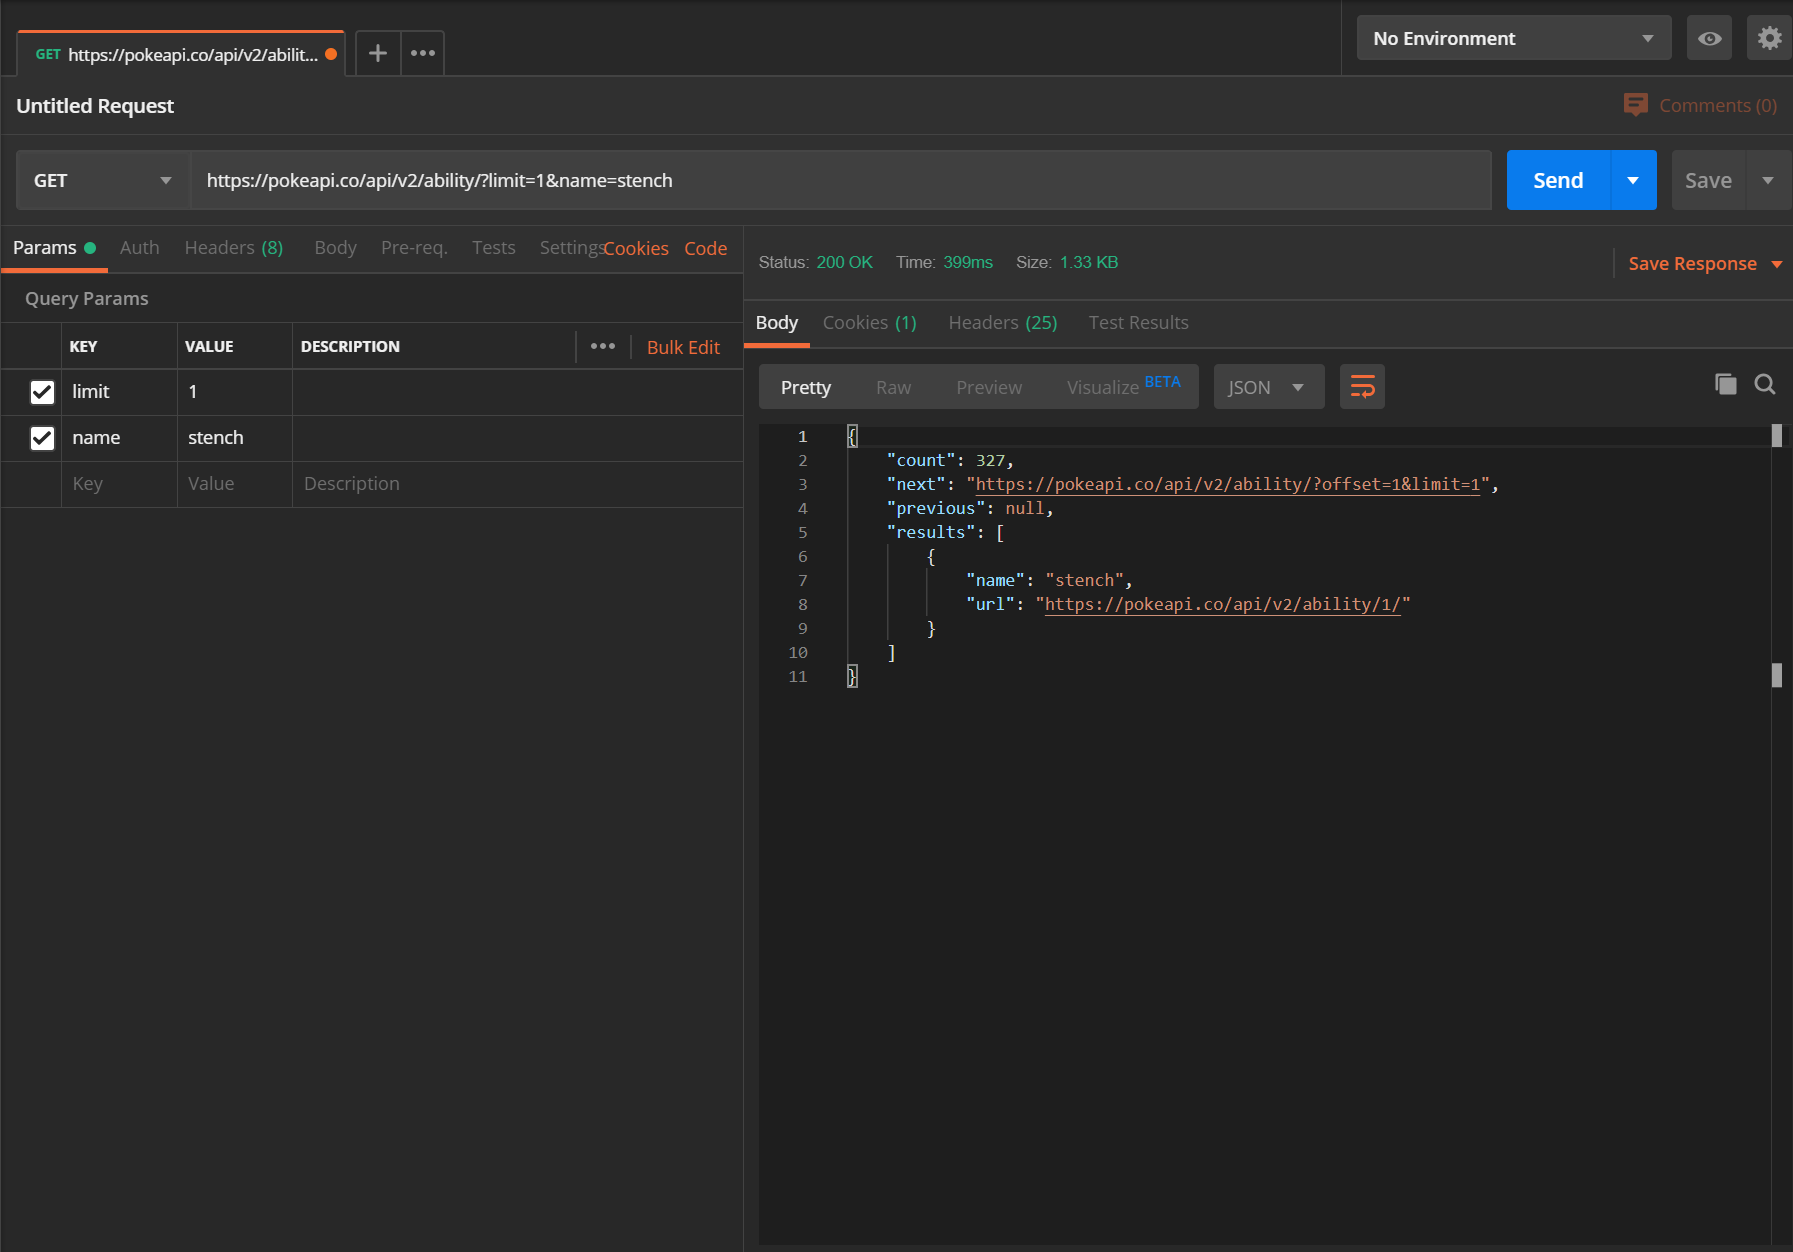 GET https://pokeapi.co/api/v2/abilit...
No Environment
Untitled Request
Comments (0)
GET
https://pokeapi.co/api/v2/ability/?limit=1&name=stench
Send
Save
Params Auth Headers (8) Body Pre-req. Tests Settings Cookies Code
Status: 200 OK Time: 399ms Size: 1.33 KB
Save Response
Query Params
KEY VALUE DESCRIPTION ••• Bulk Edit
limit 1
name stench
Key Value Description
Body Cookies (1) Headers (25) Test Results
Pretty Raw Preview Visualize BETA JSON
1 {
2 "count": 327,
3 "next": "https://pokeapi.co/api/v2/ability/?offset=1&limit=1",
4 "previous": null,
5 "results": [
6 {
7 "name": "stench",
8 "url": "https://pokeapi.co/api/v2/ability/1/"
9 }
10 ]
11 }